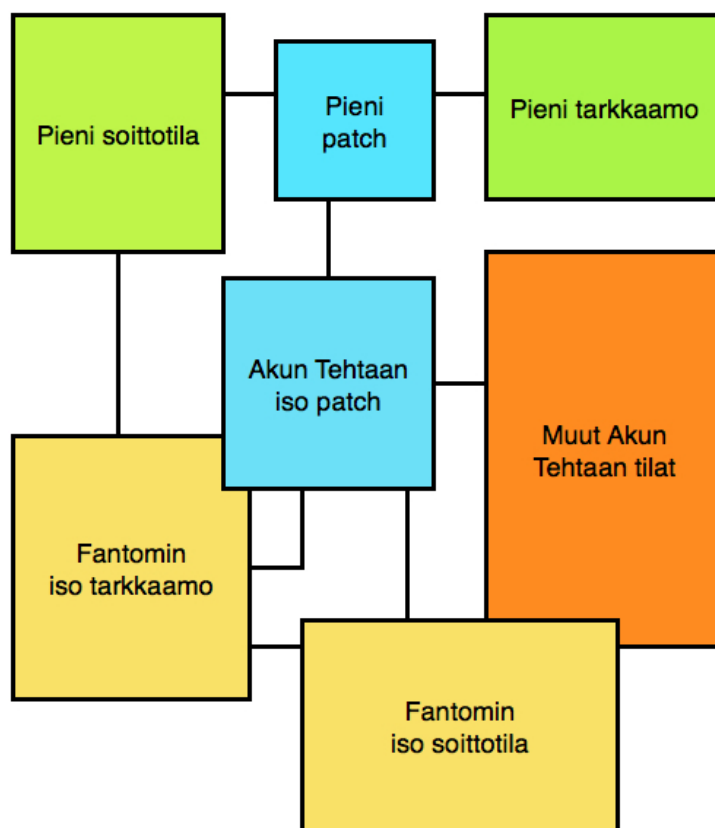 Pieni soittotila
Pieni
patch
Pieni tarkkaamo
Akun Tehtaan
iso patch
Muut Akun
Tehtaan tilat
Fantomin
iso tarkkaamo
Fantomin
iso soittotila